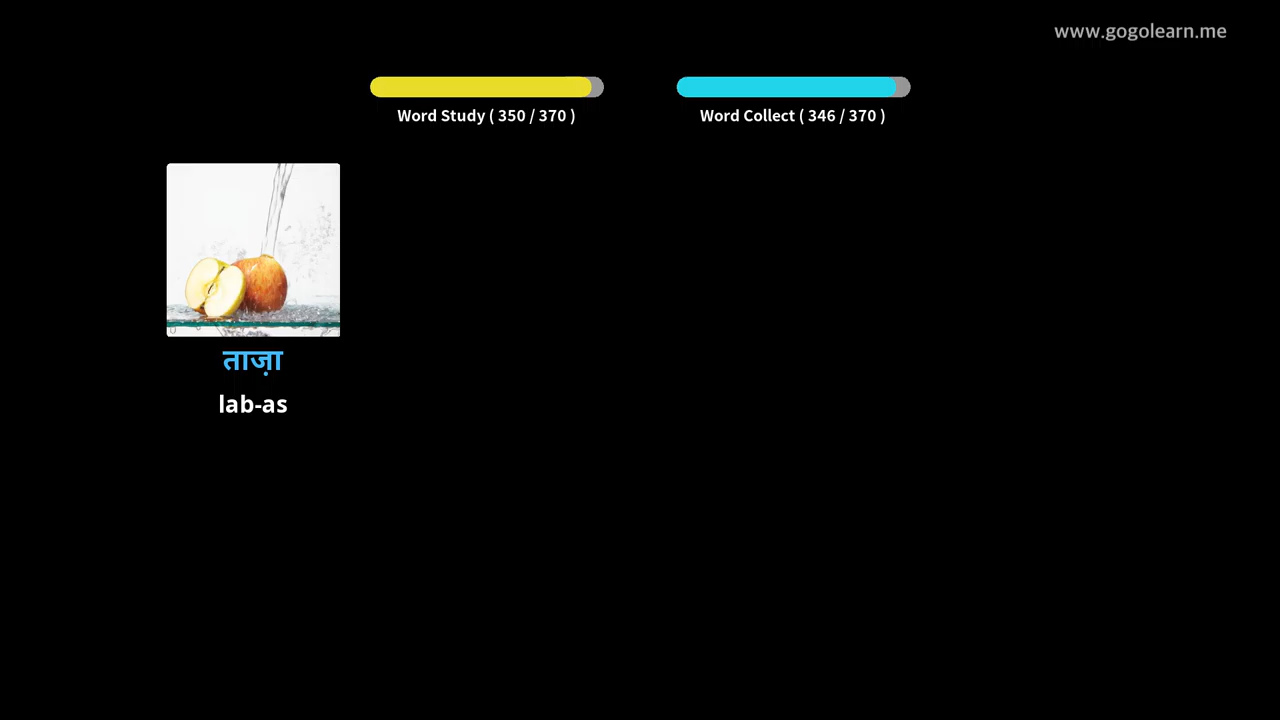 www.gogolearn.me
Word Study ( 350 / 370 )
Word Collect ( 346 / 370 )
ताज़ा
lab-as